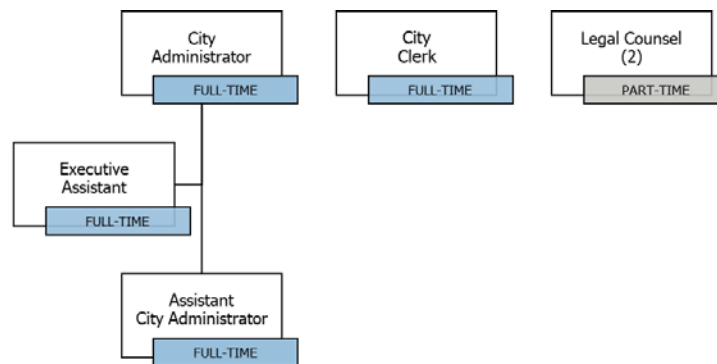 City
Administrator
FULL-TIME
City
Clerk
FULL-TIME
Legal Counsel
(2)
PART-TIME
Executive
Assistant
FULL-TIME
Assistant
City Administrator
FULL-TIME